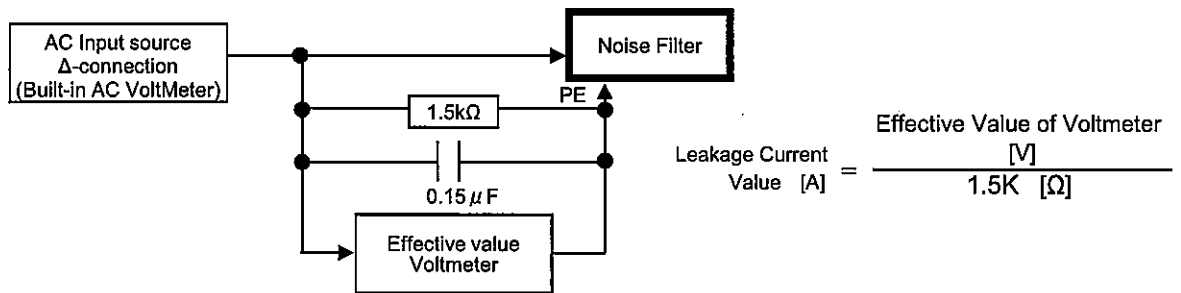 AC Input source
Δ-connection
(Built-in AC VoltMeter)
Noise Filter
PE
1.5kΩ
0.15μF
Effective value
Voltmeter
Leakage Current
Value [A]
=
Effective Value of Voltmeter
[V]
1.5K [Ω]